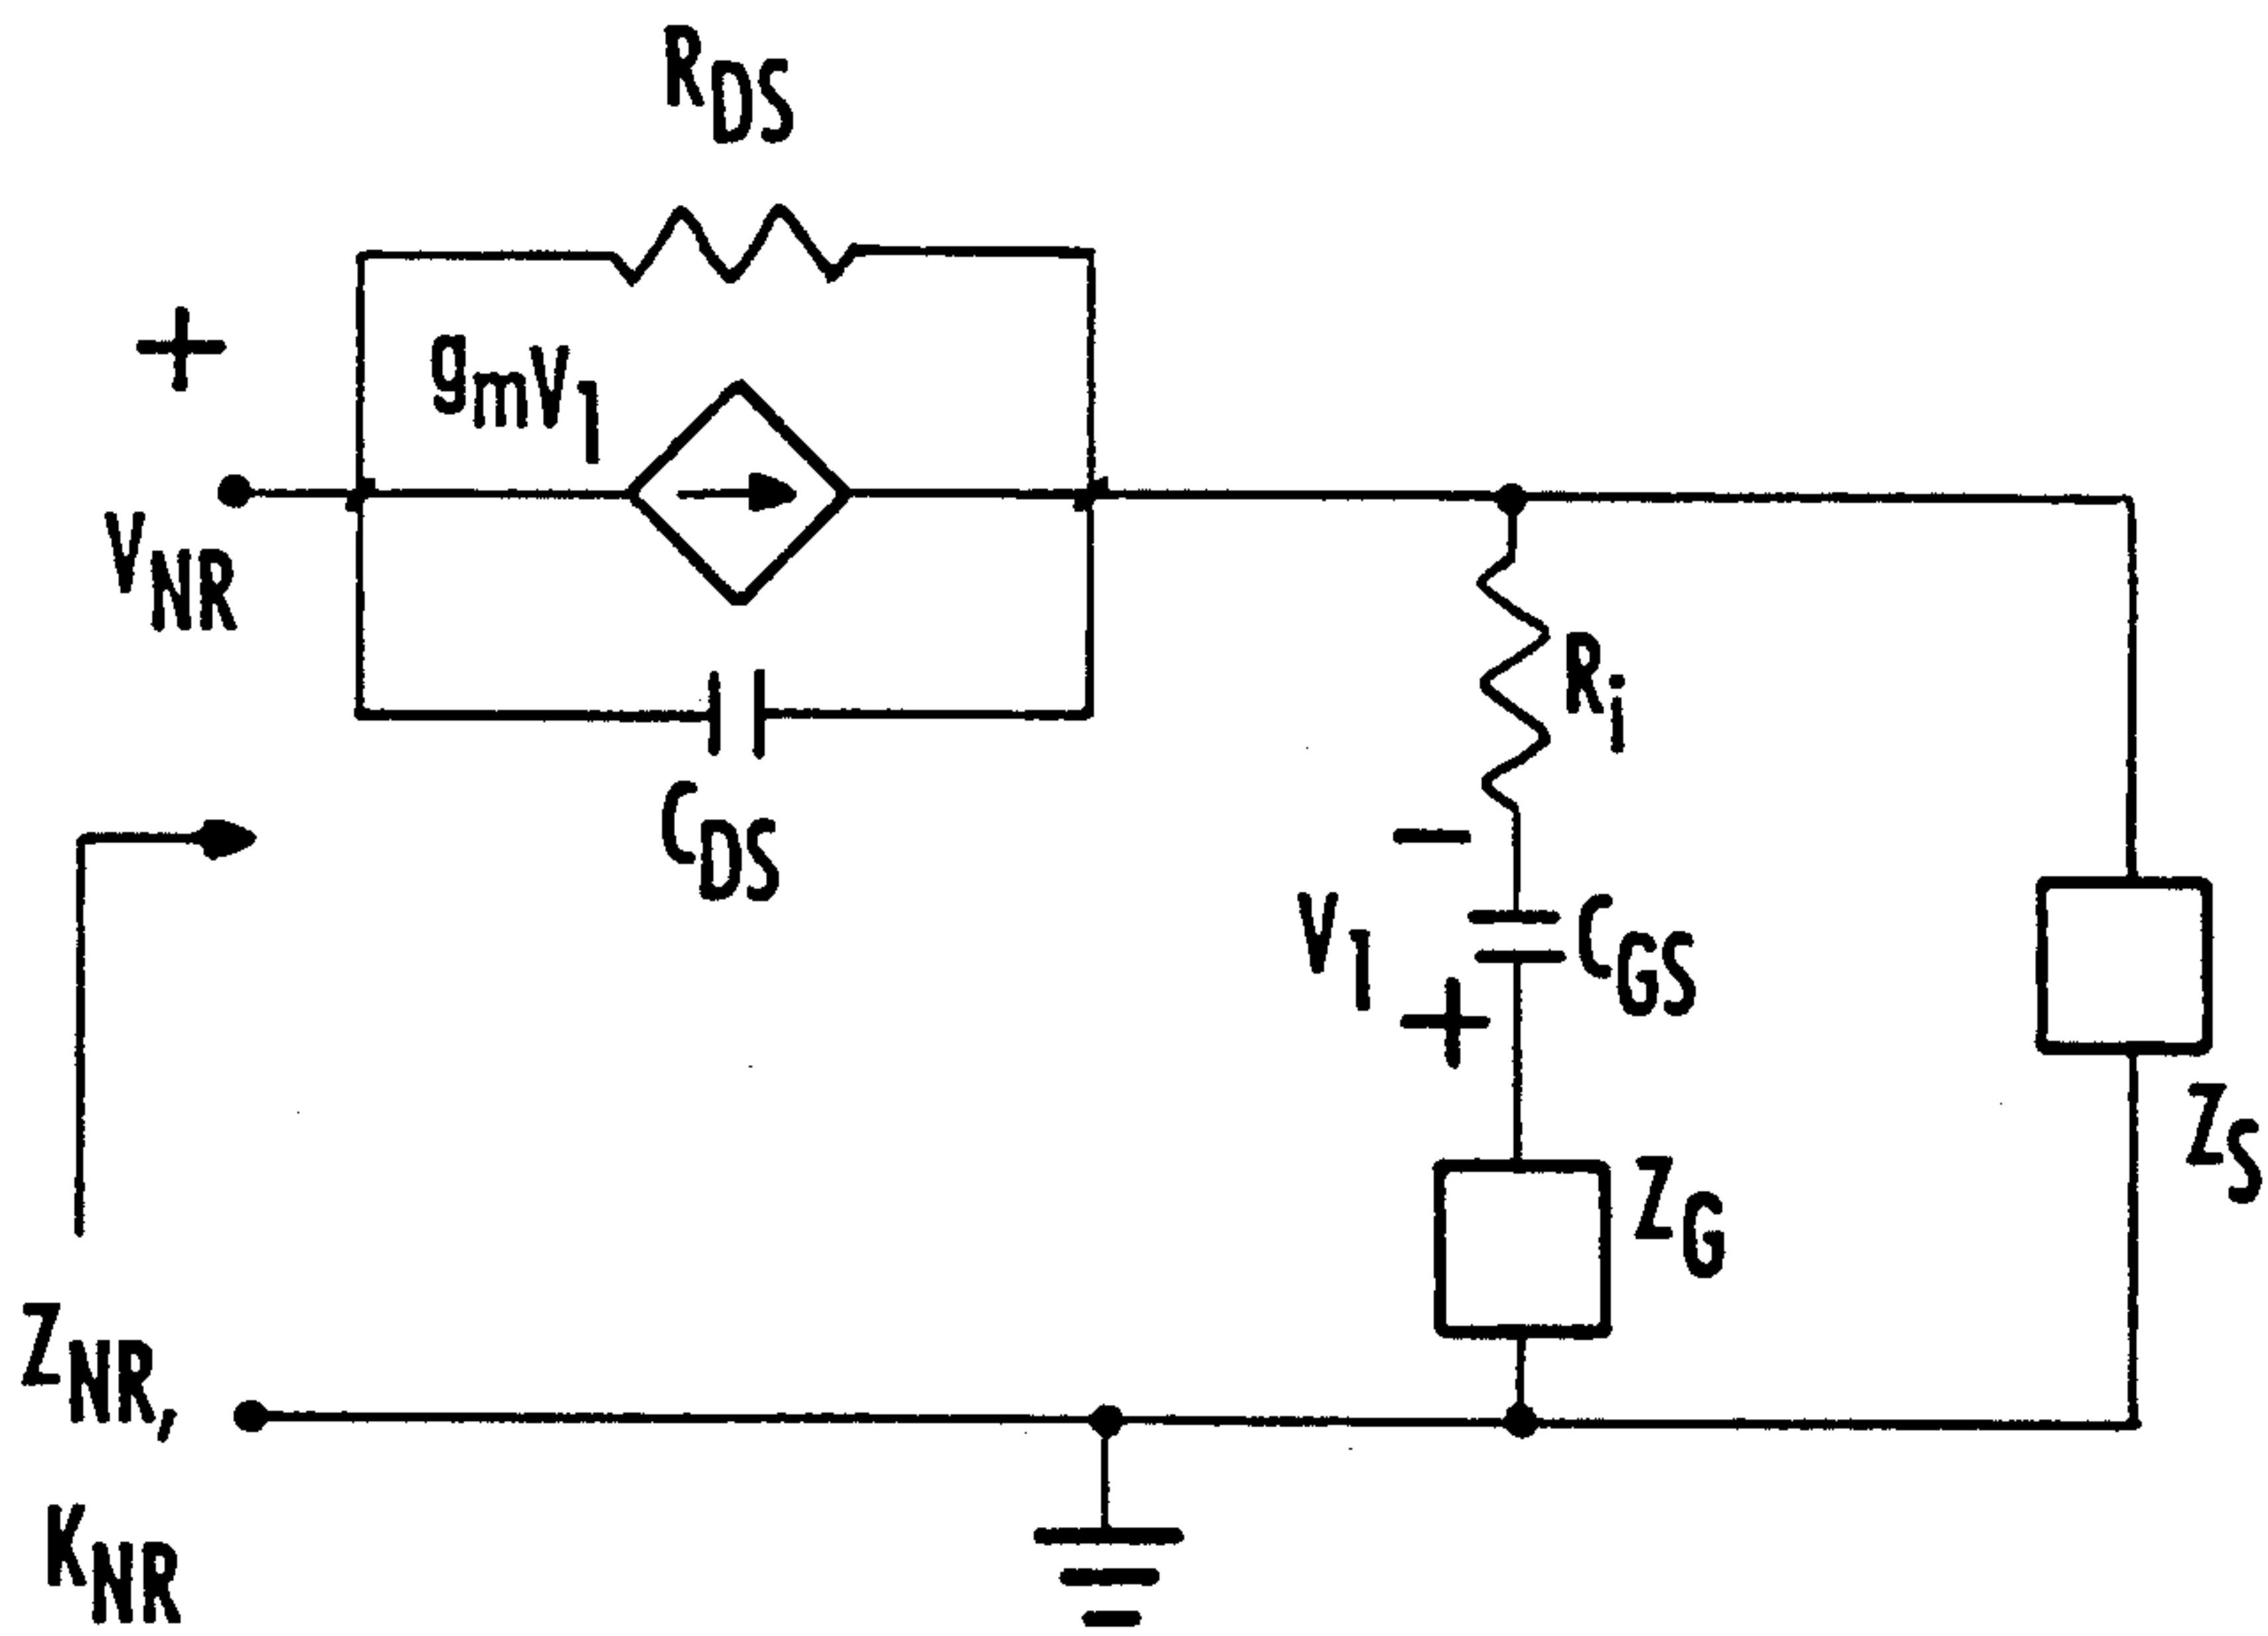 R_DS
+
g_mV_1
V_NR
C_DS
R_i
−
V_1
+
C_GS
Z_G
Z_S
Z_NR,
K_NR